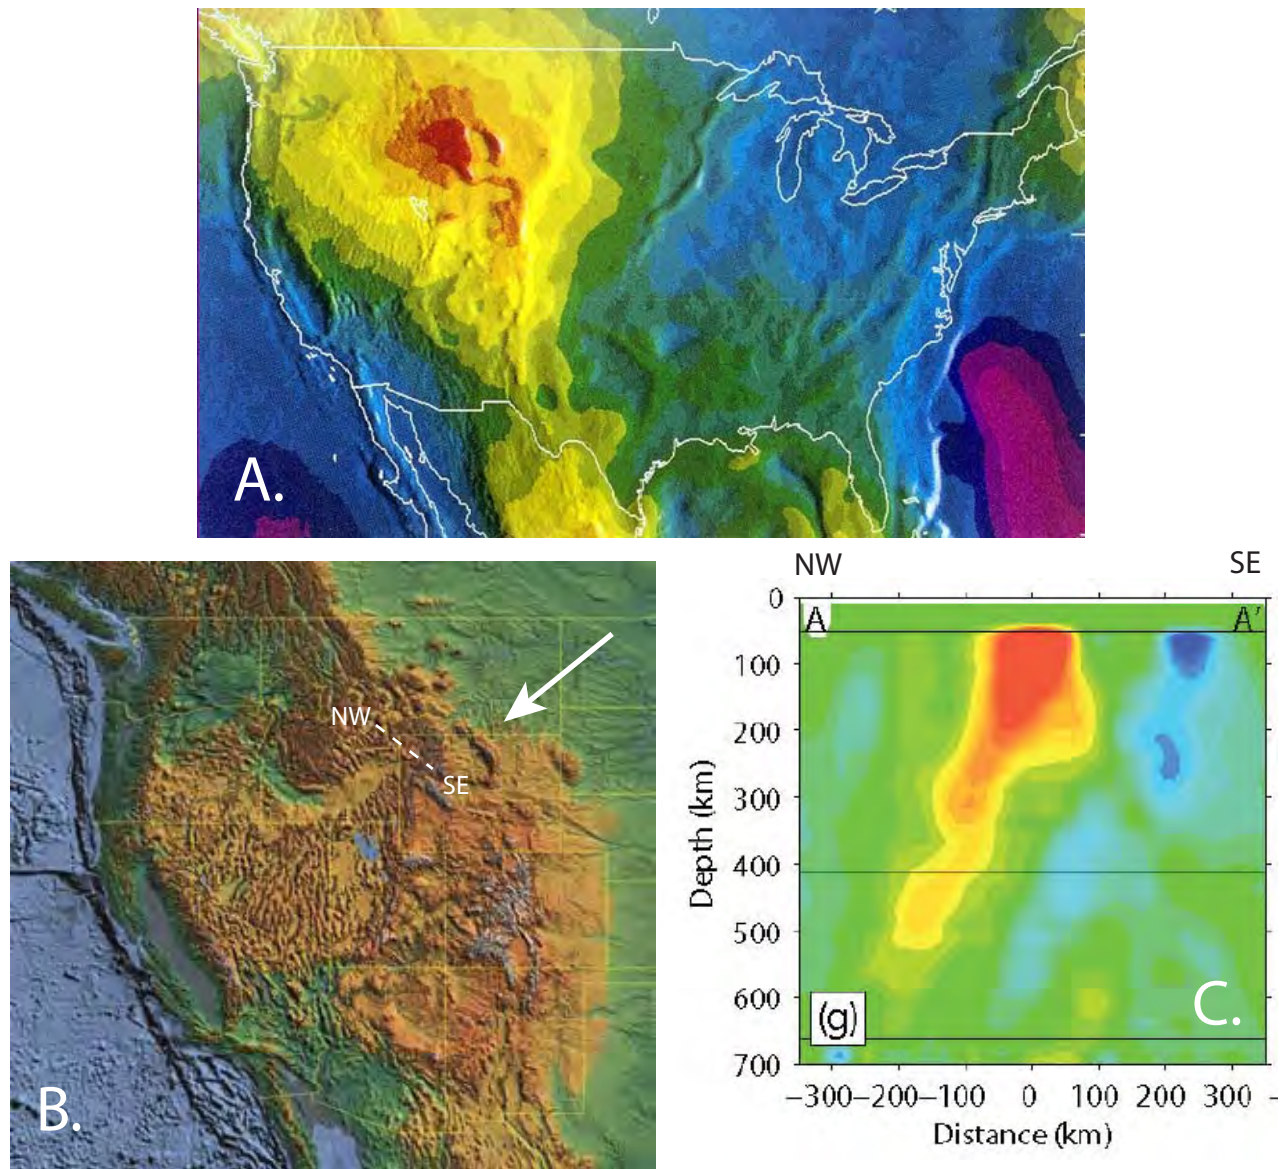 A.
NW
SE
B.
NW SE
0
100
200
300
400
500
600
700
Depth (km)
A A'
(g)
C.
−300 −200 −100 0 100 200 300 -
Distance (km)